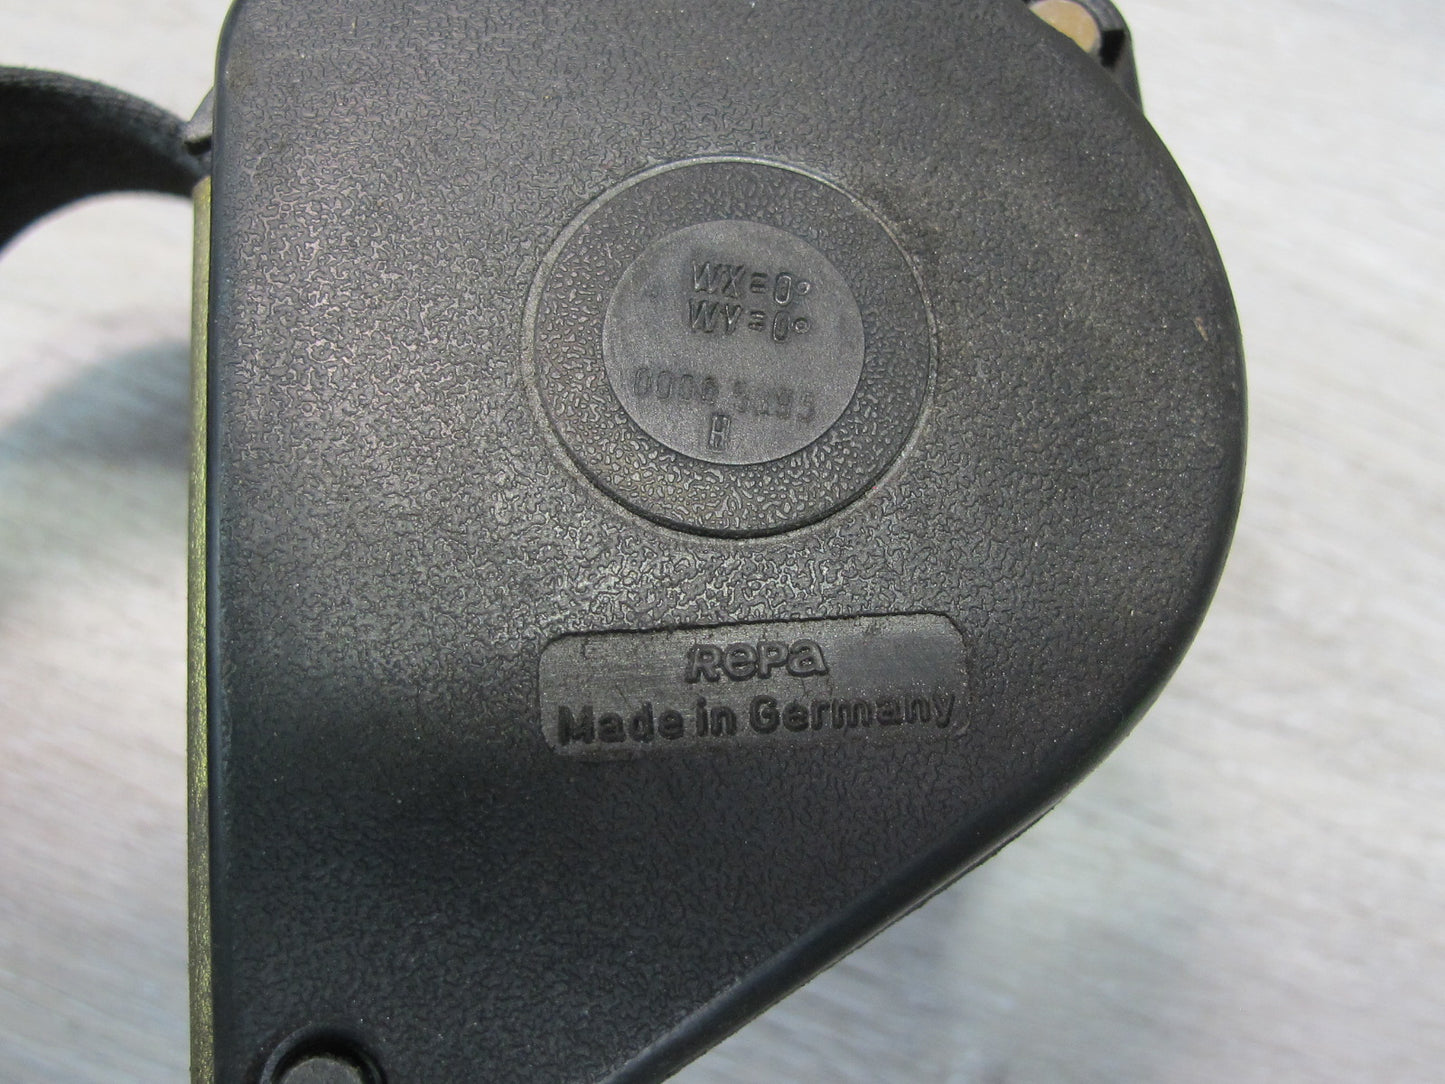 WX=0°
WY=0°
R
RePa
Made in Germany